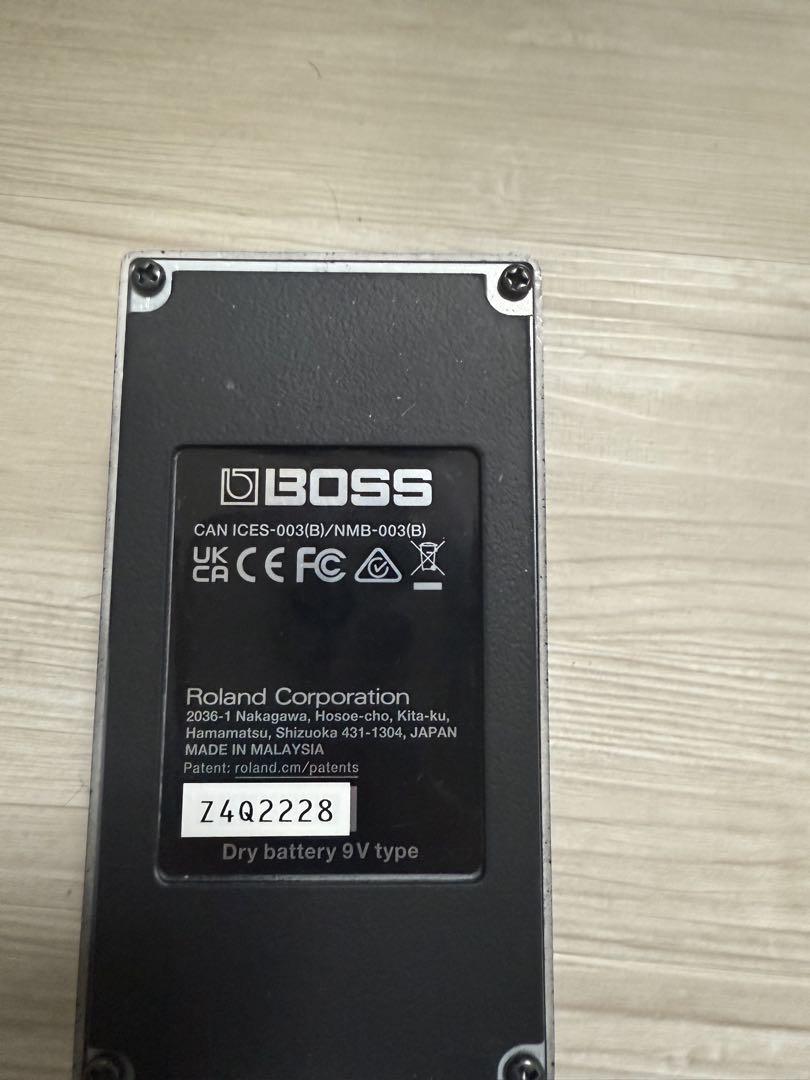 BOSS
CAN ICES-003(B)/NMB-003(B)
UK
CA CE FC
Roland Corporation
2036-1 Nakagawa, Hosoe-cho, Kita-ku,
Hamamatsu, Shizuoka 431-1304, JAPAN
MADE IN MALAYSIA
Patent: roland.cm/patents
Z4Q2228
Dry battery 9V type